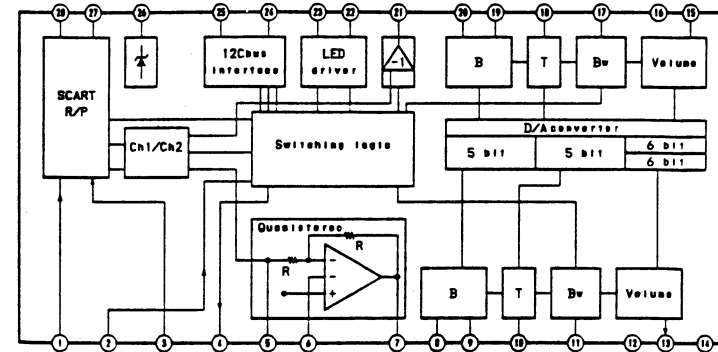 28 27 26 25 24 23 22 21 20 19 18 17 16 15
SCART
R/P
I2Cbus
interfase
LED
driver
-1
B
T
Bw
Volume
Ch1/Ch2
Switching logic
D/Aconverter
5 bit
5 bit
6 bit
6 bit
Quasistereo
R
R
-
-
+
B
T
Bw
Volume
1 2 3 4 5 6 7 8 9 10 11 12 13 14